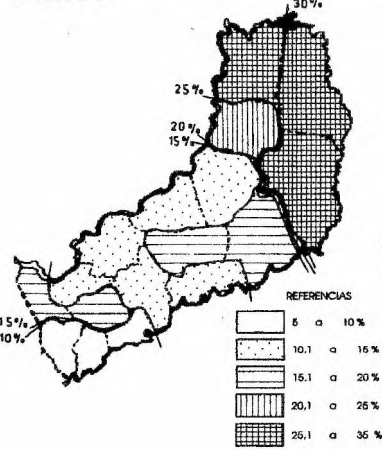 30%
25%
20%
15%
15%
10%
REFERENCIAS
5 a 10%
10,1 a 15%
15,1 a 20%
20,1 a 25%
25,1 a 35%